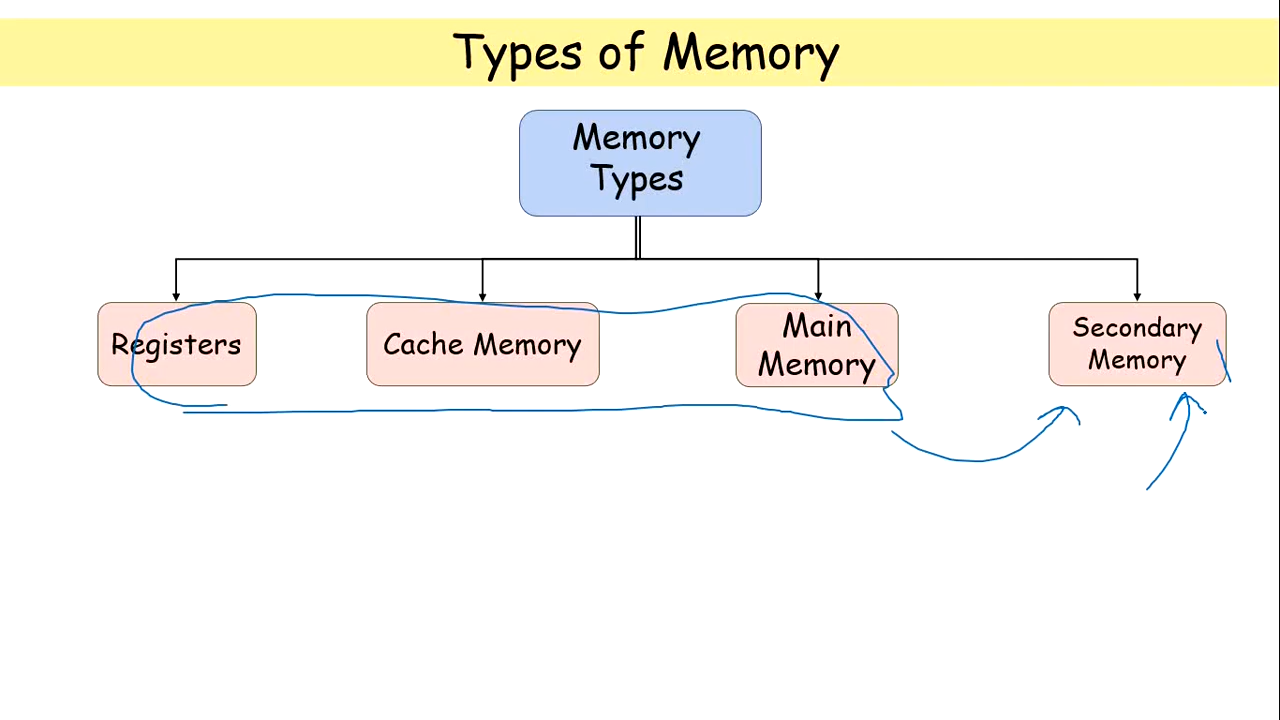 Types of Memory
Memory
Types
Registers
Cache Memory
Main
Memory
Secondary
Memory